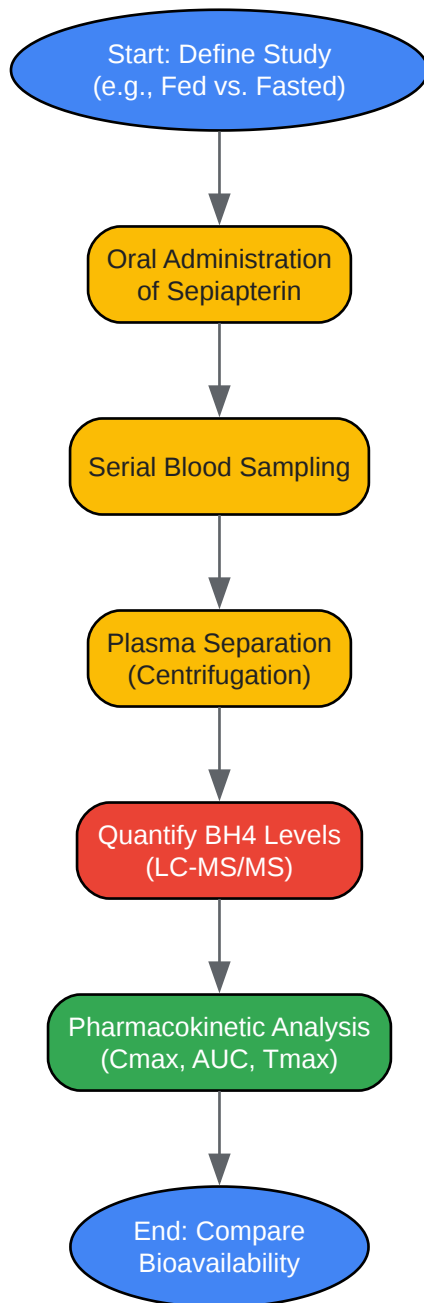 Start: Define Study
(e.g., Fed vs. Fasted)
Oral Administration
of Sepiapterin
Serial Blood Sampling
Plasma Separation
(Centrifugation)
Quantify BH4 Levels
(LC-MS/MS)
Pharmacokinetic Analysis
(Cmax, AUC, Tmax)
End: Compare
Bioavailability